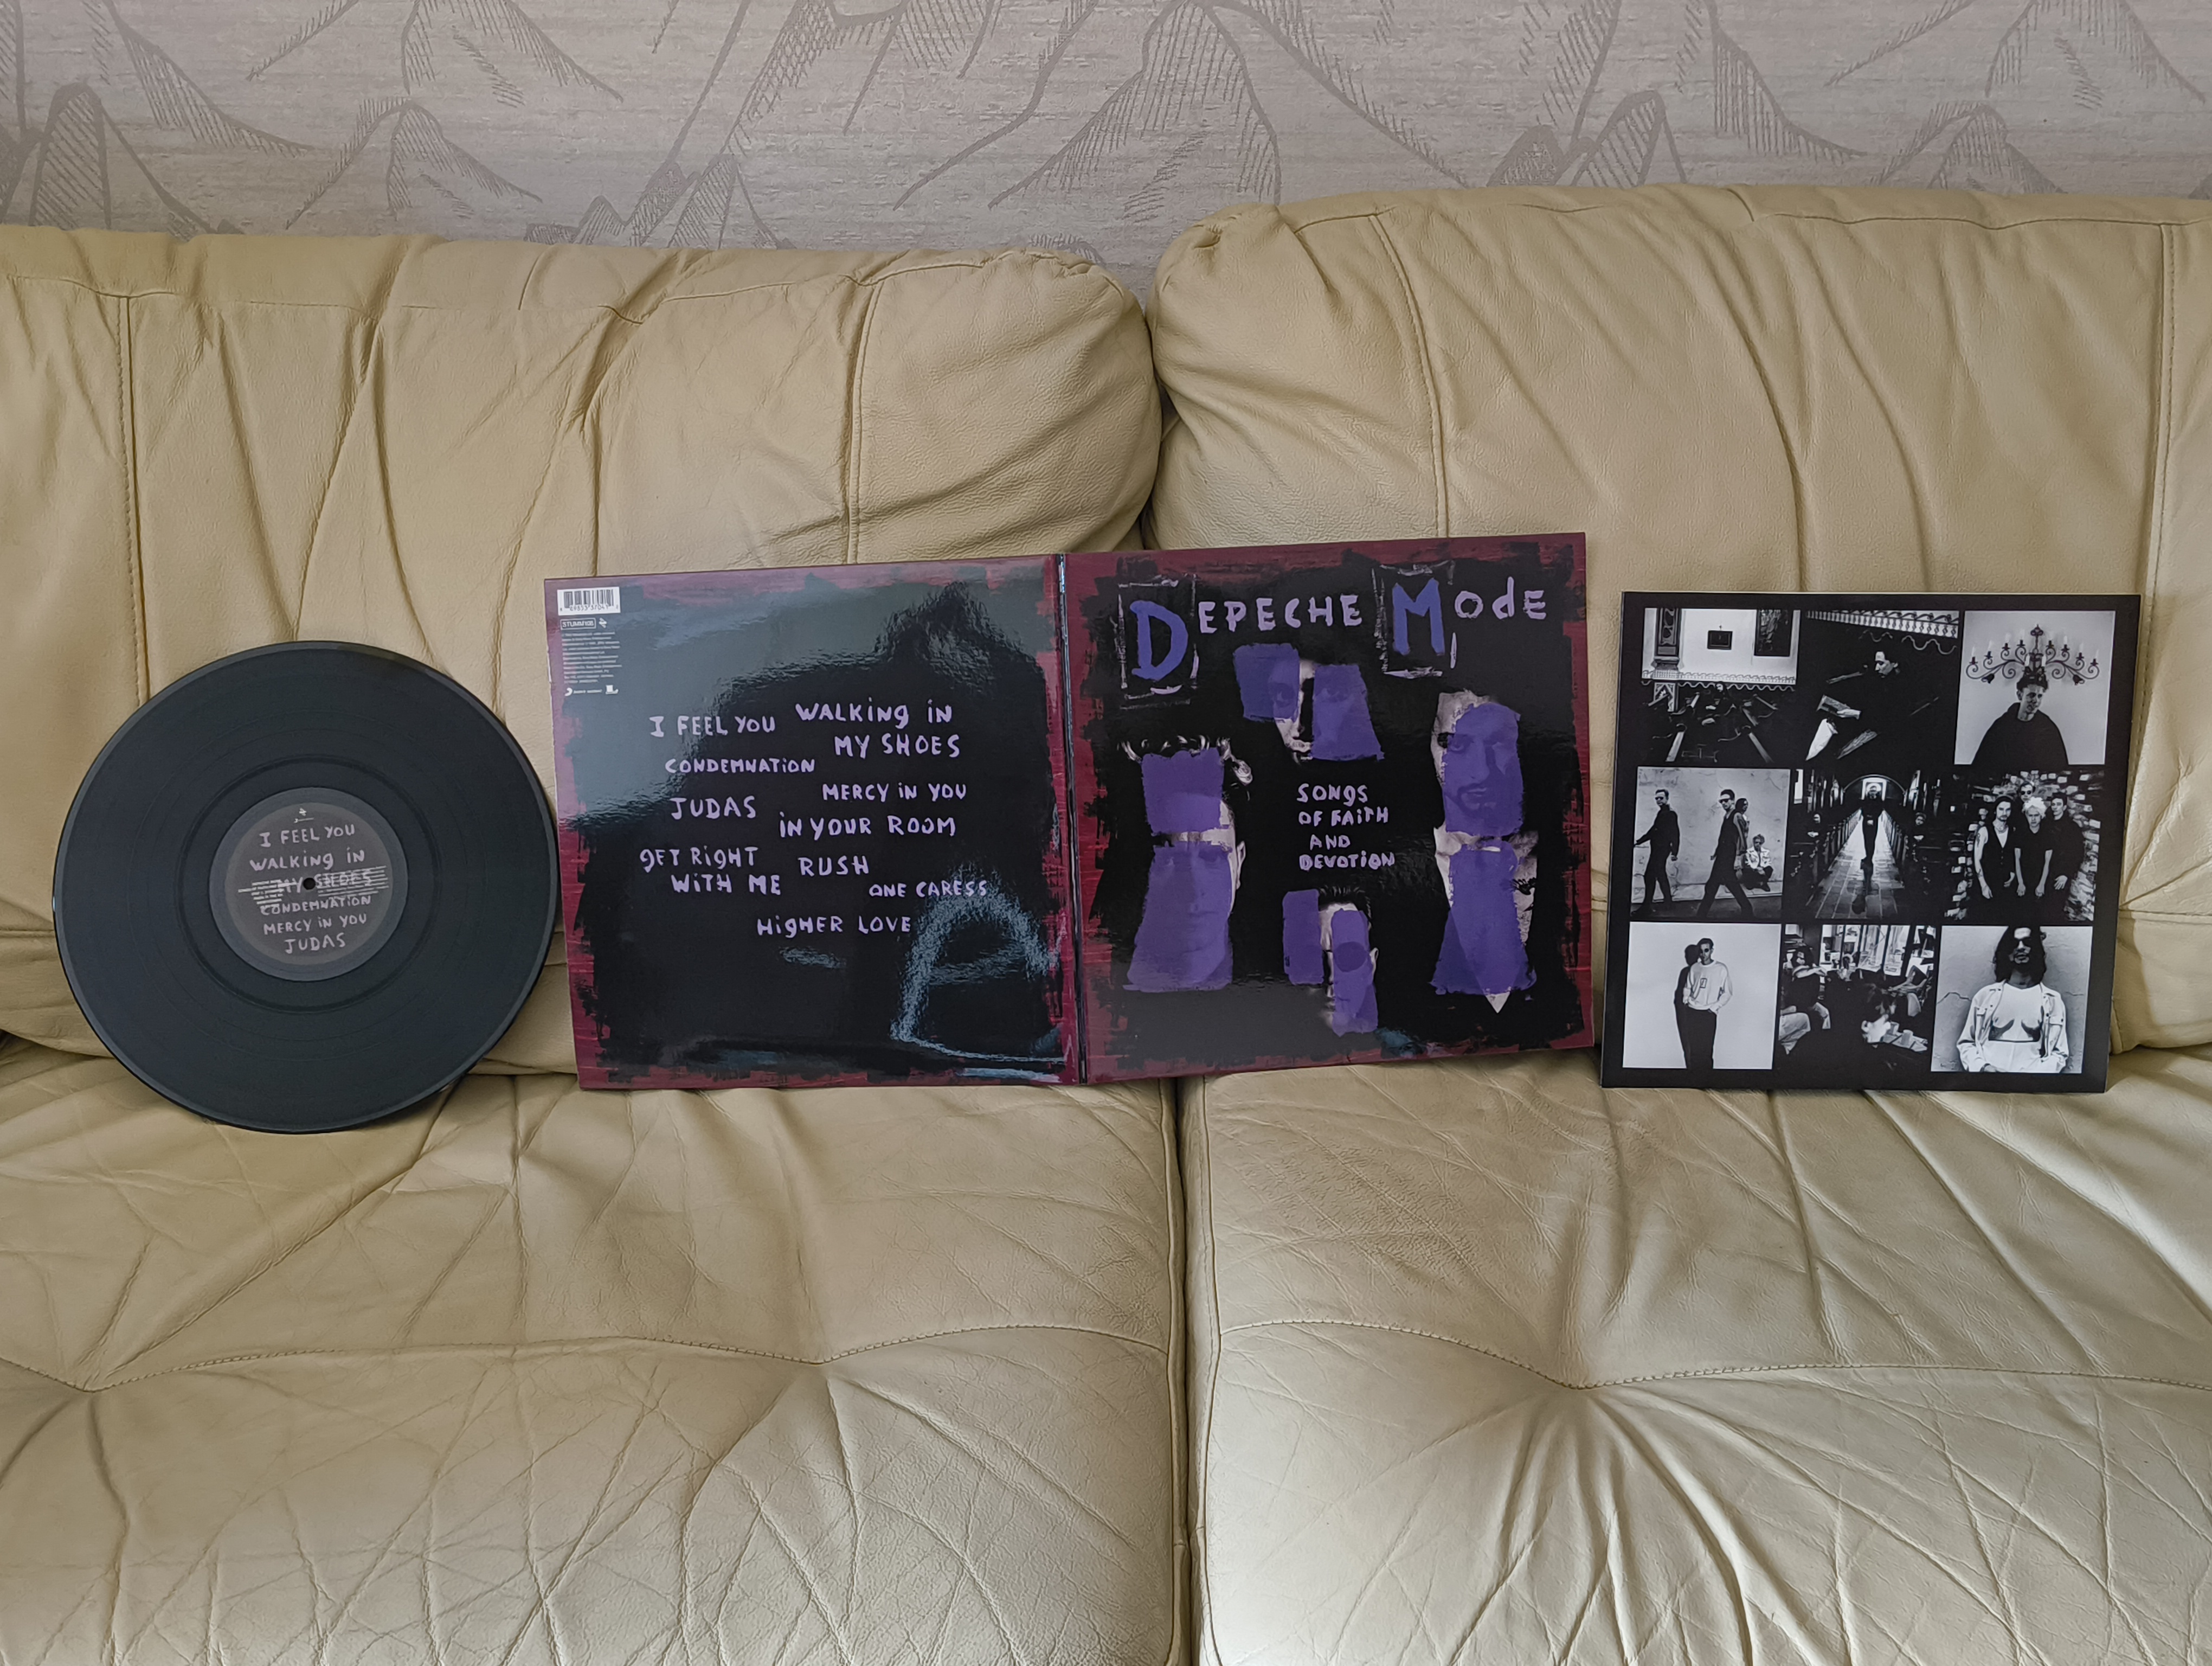 I FEEL YOU
WALKING IN
MY SHOES
CONDEMNATION
MERCY IN YOU
JUDAS
STUMM106
I FEEL YOU
WALKING IN
MY SHOES
CONDEMNATION
MERCY IN YOU
JUDAS
IN YOUR ROOM
GET RIGHT
WITH ME
RUSH
ONE CARESS
HIGHER LOVE
DEPECHE MODE
SONGS
OF FAITH
AND
DEVOTION